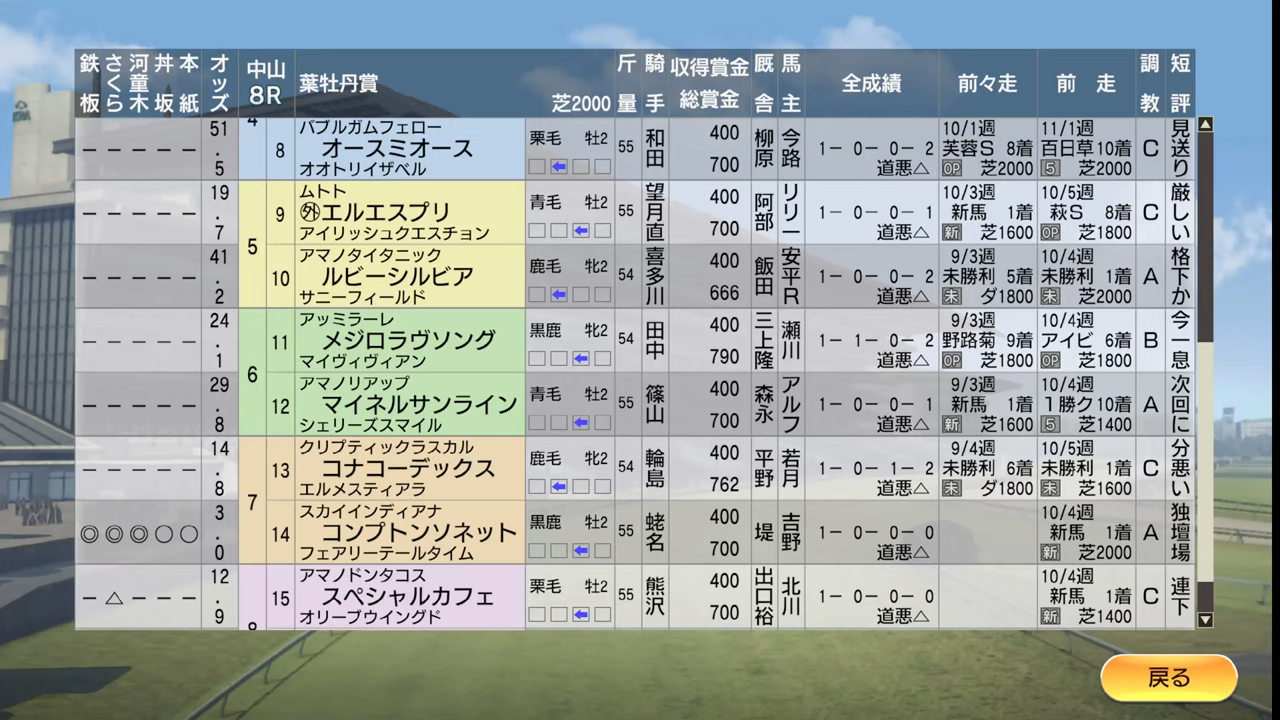 鉄板 さくら 河童木 井坂 本紙 オッズ 中山 8R 葉牡丹賞 芝2000 斤量 騎手 収得賞金 総賞金 厩舎 馬主 全成績 前々走 前 走 調教 短評
－ － － － － 51.5 4 8 バブルガムフェロー 栗毛 牡2 55 和田 400 柳原 今路 1－ 0－ 0－ 2 10/1週 11/1週 C 見送り
オースミオース 芙蓉S 8着 百日草 10着
オオトリイザベル ← 700 道悪△ OP 芝2000 5 芝2000
－ － － － － 19.7 5 9 ムトト 青毛 牡2 55 望月直 400 阿部 リリー 1－ 0－ 0－ 1 10/3週 10/5週 C 厳しい
外エルエスプリ 新馬 1着 萩S 8着
アイリッシュクエスチョン ← 700 道悪△ 新 芝1600 OP 芝1800
－ － － － － 41.2 10 アマノタイタニック 鹿毛 牝2 54 喜多川 400 飯田 安平R 1－ 0－ 0－ 2 9/3週 10/4週 A 格下か
ルビーシルビア 未勝利 5着 未勝利 1着
サニーフィールド ← 666 道悪△ 未 ダ1800 未 芝2000
－ － － － － 24.1 6 11 アッミラーレ 黒鹿 牝2 54 田中 400 三上隆 瀬川 1－ 1－ 0－ 2 9/3週 10/4週 B 今一息
メジロラヴソング 野路菊 9着 アイビ 6着
マイヴィヴィアン ← 790 道悪△ OP 芝1800 OP 芝1800
－ － － － － 29.8 12 アマノリアップ 青毛 牡2 55 篠山 400 森永 アルフ 1－ 0－ 0－ 1 9/3週 10/4週 A 次回に
マイネルサンライン 新馬 1着 1勝ク 10着
シェリーズスマイル ← 700 道悪△ 新 芝1600 5 芝1400
－ － － － － 14.8 7 13 クリプティックラスカル 鹿毛 牝2 54 輪島 400 平野 若月 1－ 0－ 1－ 2 9/4週 10/5週 C 分悪い
コナコーデックス 未勝利 6着 未勝利 1着
エルメスティアラ ← 762 道悪△ 未 ダ1800 未 芝1600
◎ ◎ ◎ ○ ○ 3.0 14 スカイインディアナ 黒鹿 牡2 55 蛯名 400 堤 吉野 1－ 0－ 0－ 0 10/4週 A 独壇場
コンプトンソネット 新馬 1着
フェアリーテールタイム ← 700 道悪△ 新 芝2000
－ △ － － － 12.9 15 アマノドンタコス 栗毛 牡2 55 熊沢 400 出口裕 北川 1－ 0－ 0－ 0 10/4週 C 連下
スペシャルカフェ 新馬 1着
オリーブウイングド ← 700 道悪△ 新 芝1400
戻る